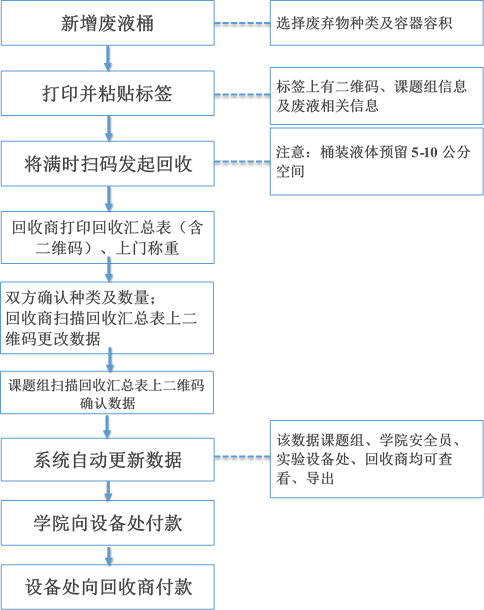 新增废液桶
选择废弃物种类及容器容积
打印并粘贴标签
标签上有二维码、课题组信息
及废液相关信息
将满时扫码发起回收
注意：桶装液体预留 5-10 公分
空间
回收商打印回收汇总表（含
二维码）、上门称重
双方确认种类及数量；
回收商扫描回收汇总表上二
维码更改数据
课题组扫描回收汇总表上二维码
确认数据
系统自动更新数据
该数据课题组、学院安全员、
实验设备处、回收商均可查
看、导出
学院向设备处付款
设备处向回收商付款